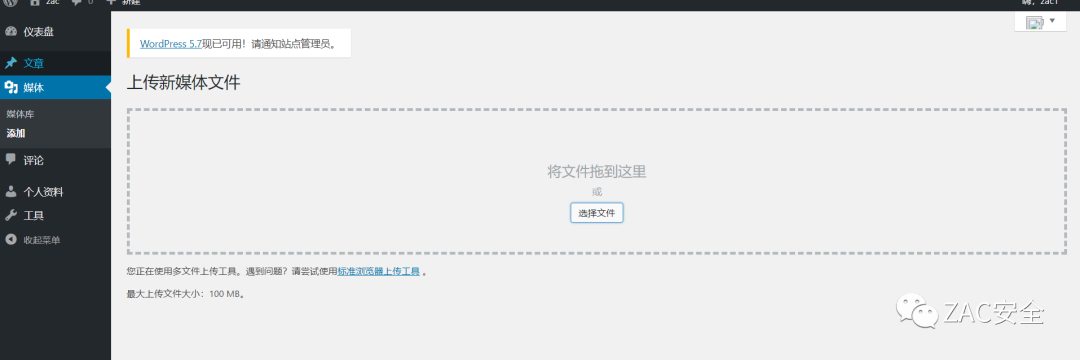 zac 0 新建 嗨，zac1
仪表盘
文章
媒体
媒体库
添加
评论
个人资料
工具
收起菜单
WordPress 5.7现已可用！请通知站点管理员。
上传新媒体文件
将文件拖到这里
或
选择文件
您正在使用多文件上传工具。遇到问题？请尝试使用标准浏览器上传工具 。
最大上传文件大小：100 MB。
ZAC安全